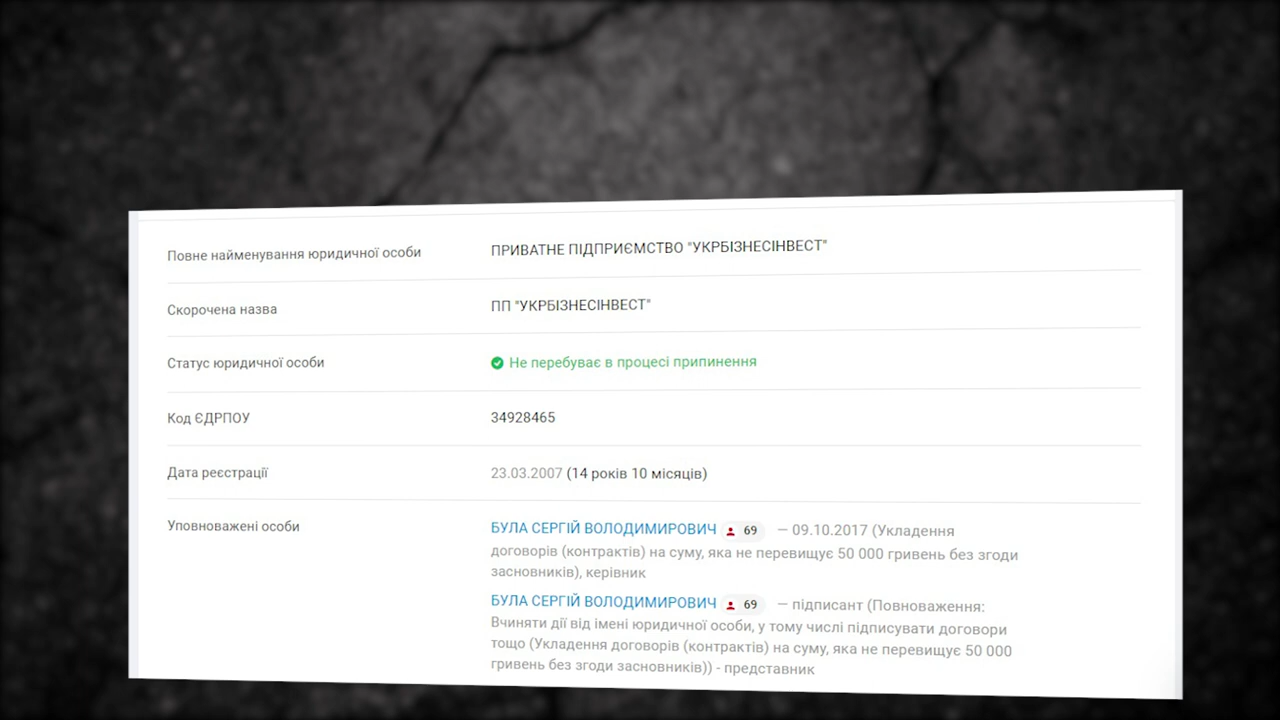 Повне найменування юридичної особи ПРИВАТНЕ ПІДПРИЄМСТВО "УКРБІЗНЕСІНВЕСТ"
Скорочена назва ПП "УКРБІЗНЕСІНВЕСТ"
Статус юридичної особи Не перебуває в процесі припинення
Код ЄДРПОУ 34928465
Дата реєстрації 23.03.2007 (14 років 10 місяців)
Уповноважені особи БУЛА СЕРГІЙ ВОЛОДИМИРОВИЧ 69 — 09.10.2017 (Укладення
договорів (контрактів) на суму, яка не перевищує 50 000 гривень без згоди
засновників), керівник
БУЛА СЕРГІЙ ВОЛОДИМИРОВИЧ 69 — підписант (Повноваження:
Вчиняти дії від імені юридичної особи, у тому числі підписувати договори
тощо (Укладення договорів (контрактів) на суму, яка не перевищує 50 000
гривень без згоди засновників)) - представник